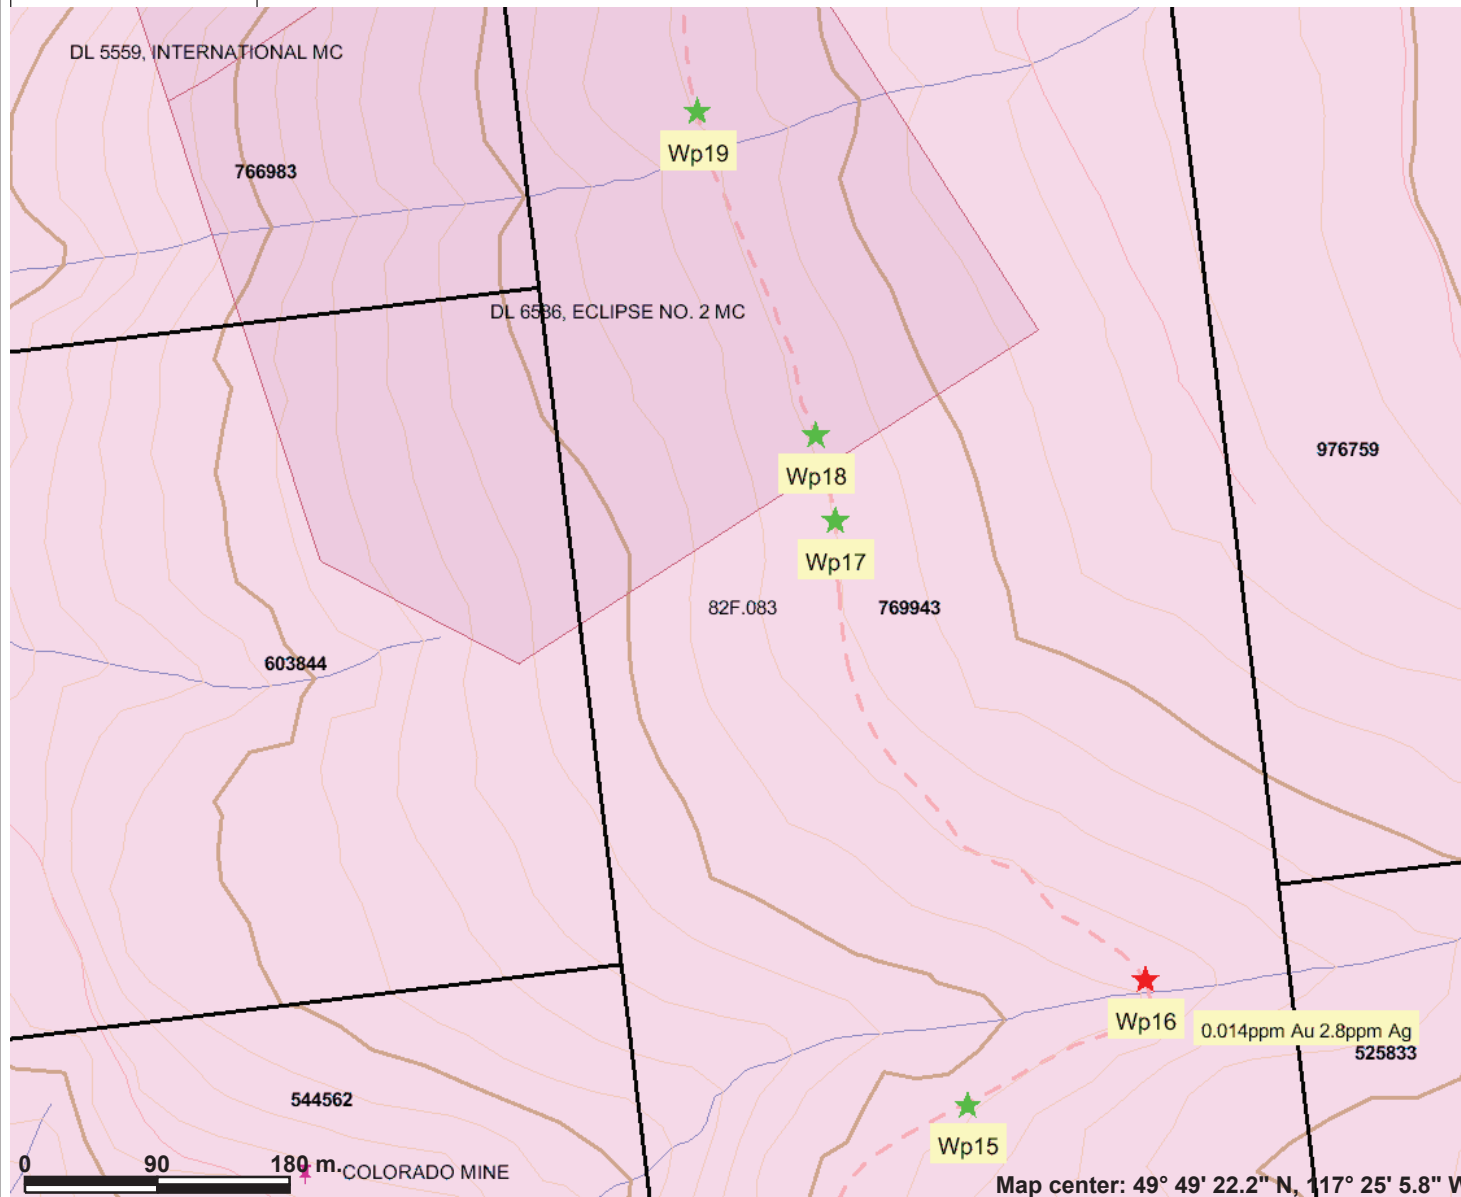 DL 5559, INTERNATIONAL MC
Wp19
766983
DL 6586, ECLIPSE NO. 2 MC
976759
Wp18
Wp17
82F.083
769943
603844
Wp16
0.014ppm Au 2.8ppm Ag
525833
544562
Wp15
0 90 180 m.
COLORADO MINE
Map center: 49° 49' 22.2" N, 117° 25' 5.8" W